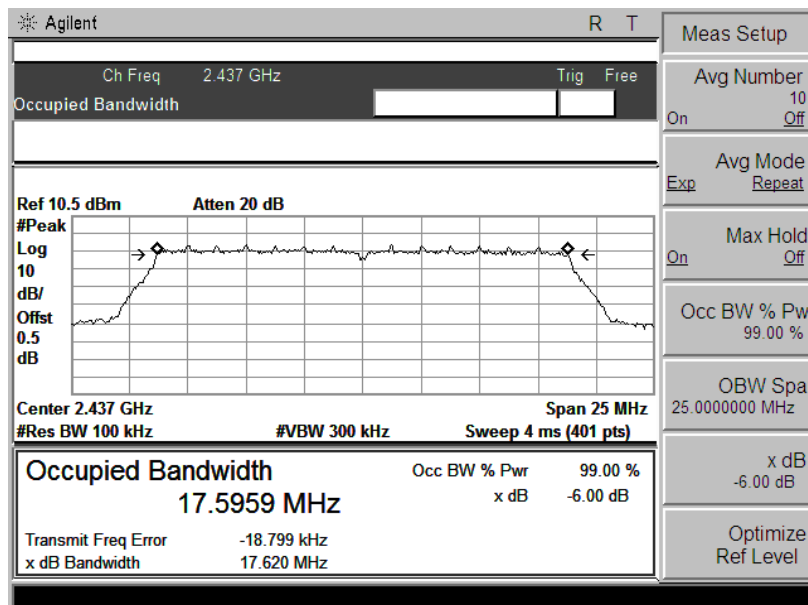 Agilent R T
Ch Freq 2.437 GHz Trig Free
Occupied Bandwidth
Ref 10.5 dBm Atten 20 dB
#Peak
Log
10
dB/
Offst
0.5
dB
Center 2.437 GHz Span 25 MHz
#Res BW 100 kHz #VBW 300 kHz Sweep 4 ms (401 pts)
Occupied Bandwidth
17.5959 MHz
Occ BW % Pwr 99.00 %
x dB -6.00 dB
Transmit Freq Error -18.799 kHz
x dB Bandwidth 17.620 MHz
Meas Setup
Avg Number
10
On Off
Avg Mode
Exp Repeat
Max Hold
On Off
Occ BW % Pw
99.00 %
OBW Spa
25.0000000 MHz
x dB
-6.00 dB
Optimize
Ref Level